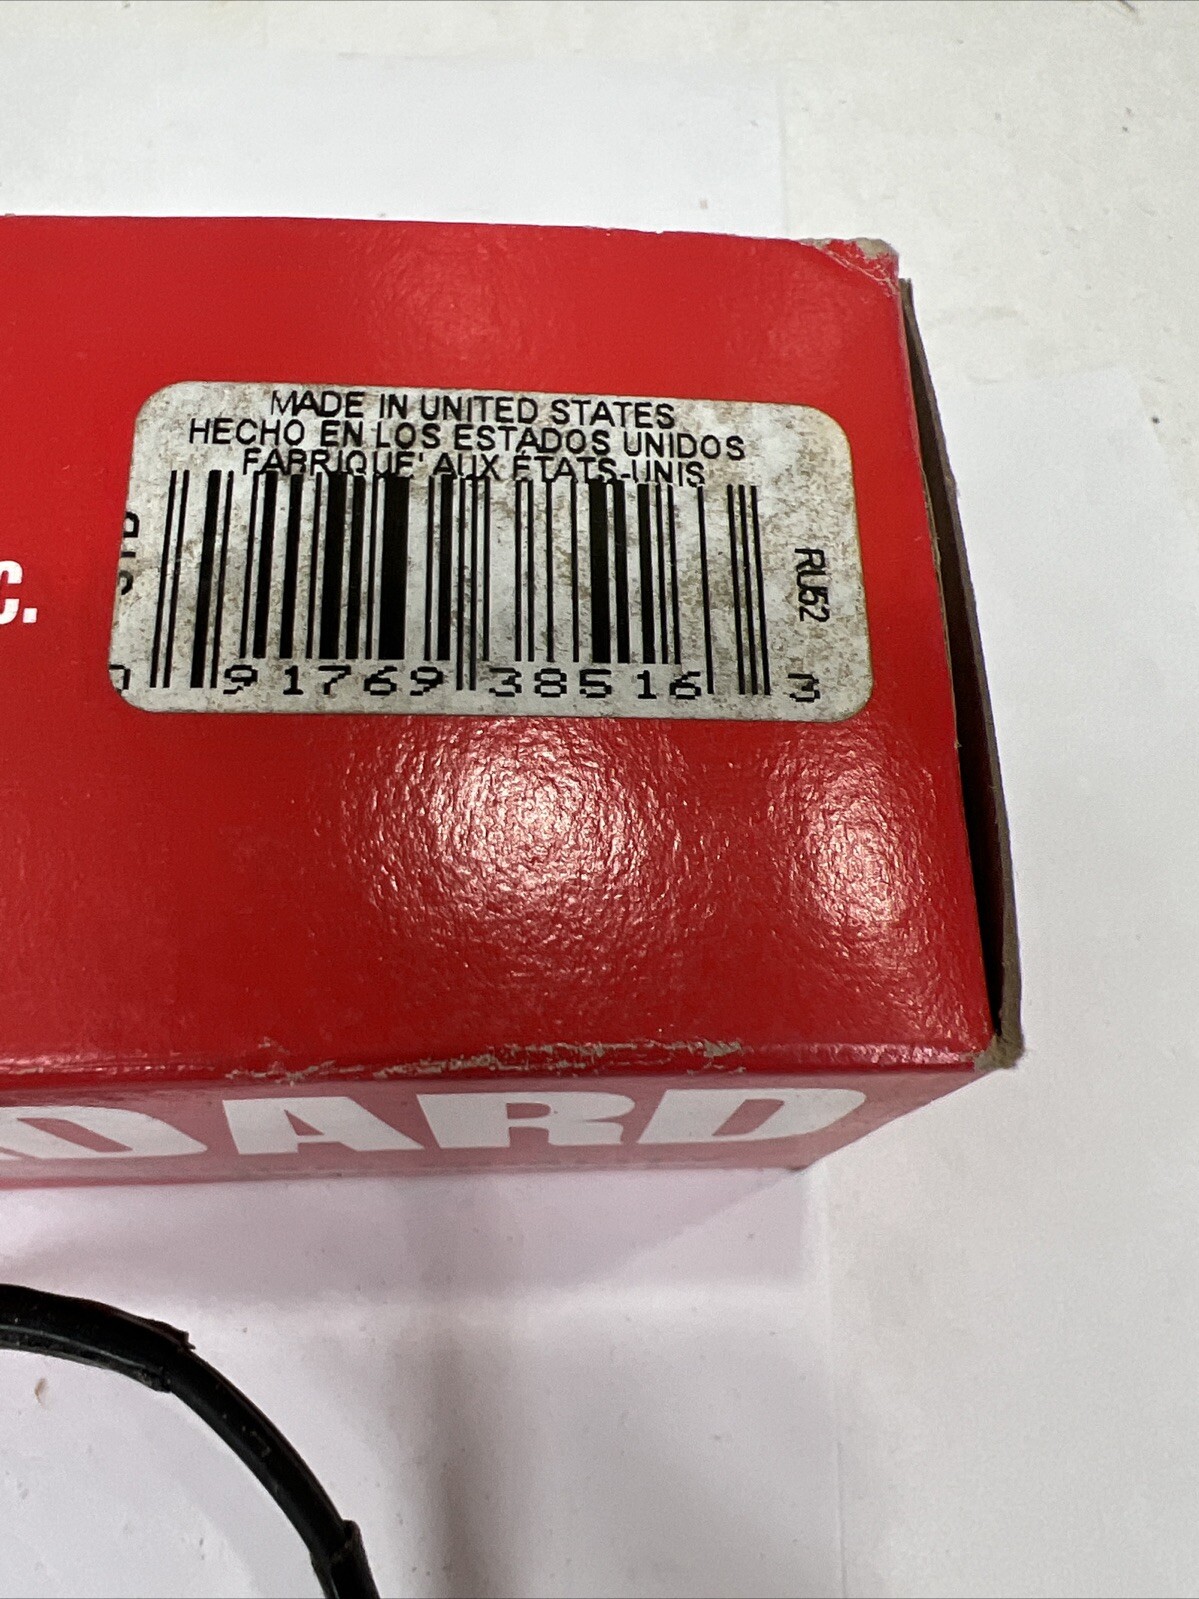 MADE IN UNITED STATES
HECHO EN LOS ESTADOS UNIDOS
FABRIQUE' AUX ÉTATS-UNIS
RU52
91769 38516 3
C.
DARD